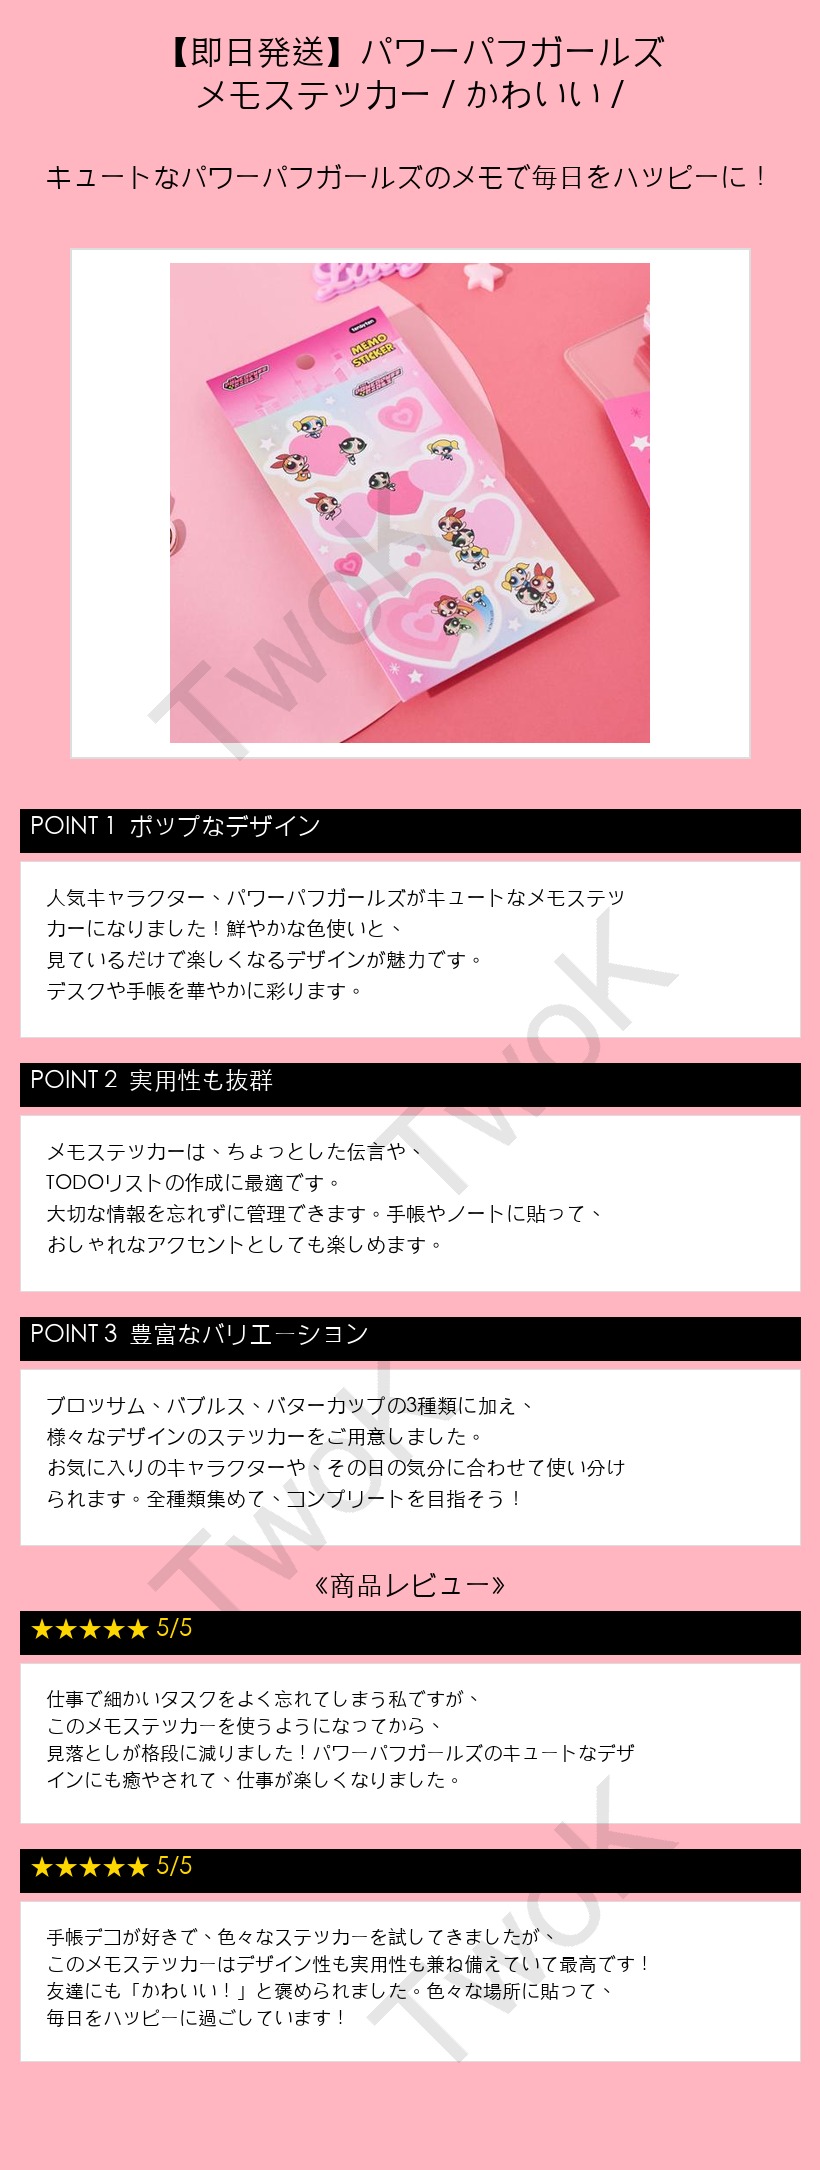 【即日発送】パワーパフガールズ
メモステッカー / かわいい /
キュートなパワーパフガールズのメモで毎日をハッピーに！
MEMO
STICKER
TwoK
POINT 1 ポップなデザイン
人気キャラクター、パワーパフガールズがキュートなメモステッ
カーになりました！鮮やかな色使いと、
見ているだけで楽しくなるデザインが魅力です。
デスクや手帳を華やかに彩ります。
TwoK
POINT 2 実用性も抜群
メモステッカーは、ちょっとした伝言や、
TODOリストの作成に最適です。
大切な情報を忘れずに管理できます。手帳やノートに貼って、
おしゃれなアクセントとしても楽しめます。
POINT 3 豊富なバリエーション
ブロッサム、バブルス、バターカップの3種類に加え、
様々なデザインのステッカーをご用意しました。
お気に入りのキャラクターや、その日の気分に合わせて使い分け
られます。全種類集めて、コンプリートを目指そう！
TwoK
《商品レビュー》
★★★★★ 5/5
仕事で細かいタスクをよく忘れてしまう私ですが、
このメモステッカーを使うようになってから、
見落としが格段に減りました！パワーパフガールズのキュートなデザ
インにも癒やされて、仕事が楽しくなりました。
★★★★★ 5/5
手帳デコが好きで、色々なステッカーを試してきましたが、
このメモステッカーはデザイン性も実用性も兼ね備えていて最高です！
友達にも「かわいい！」と褒められました。色々な場所に貼って、
毎日をハッピーに過ごしています！
TwoK